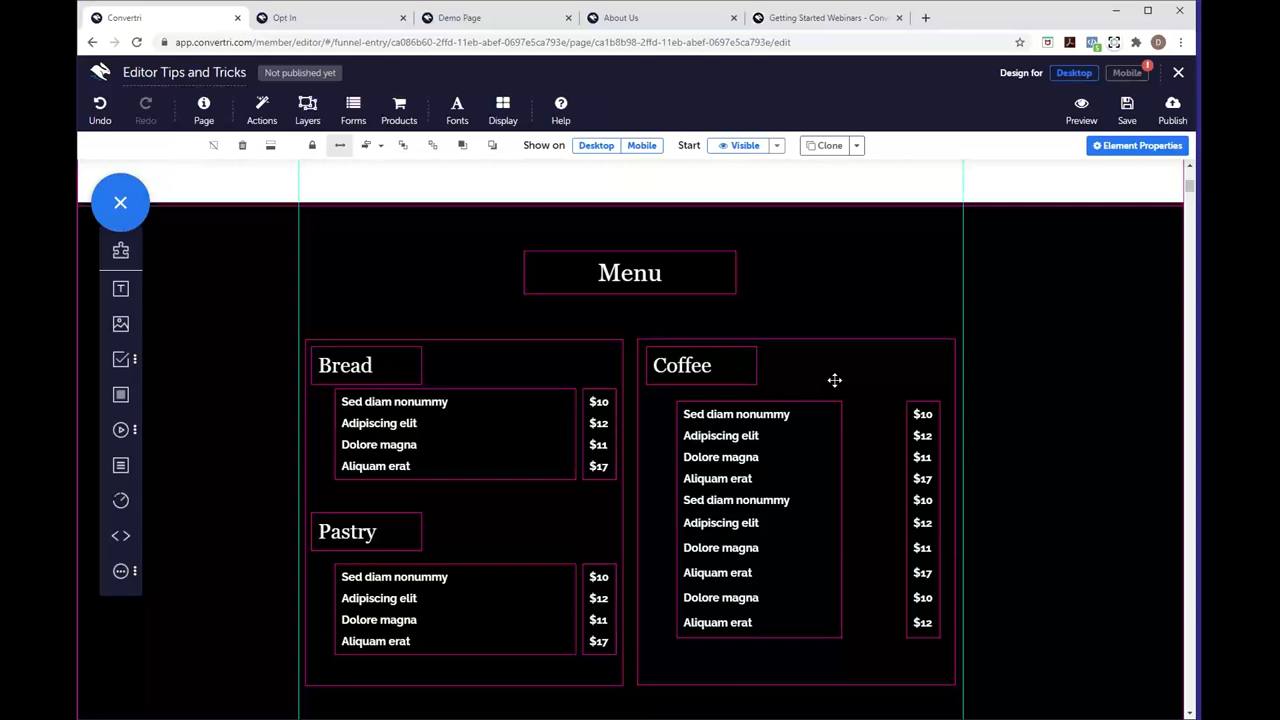 Convertri
Opt In
Demo Page
About Us
Getting Started Webinars - Conv
app.convertri.com/member/editor/#/funnel-entry/ca086b60-2ffd-11eb-abef-0697e5ca793e/page/ca1b8b98-2ffd-11eb-abef-0697e5ca793e/edit
D
Editor Tips and Tricks
Not published yet
Design for
Desktop
Mobile
Undo
Redo
Page
Actions
Layers
Forms
Products
Fonts
Display
Help
Preview
Save
Publish
Show on
Desktop
Mobile
Start
Visible
Clone
Element Properties
Menu
Bread
Sed diam nonummy $10
Adipiscing elit $12
Dolore magna $11
Aliquam erat $17
Pastry
Sed diam nonummy $10
Adipiscing elit $12
Dolore magna $11
Aliquam erat $17
Coffee
Sed diam nonummy $10
Adipiscing elit $12
Dolore magna $11
Aliquam erat $17
Sed diam nonummy $10
Adipiscing elit $12
Dolore magna $11
Aliquam erat $17
Dolore magna $10
Aliquam erat $12